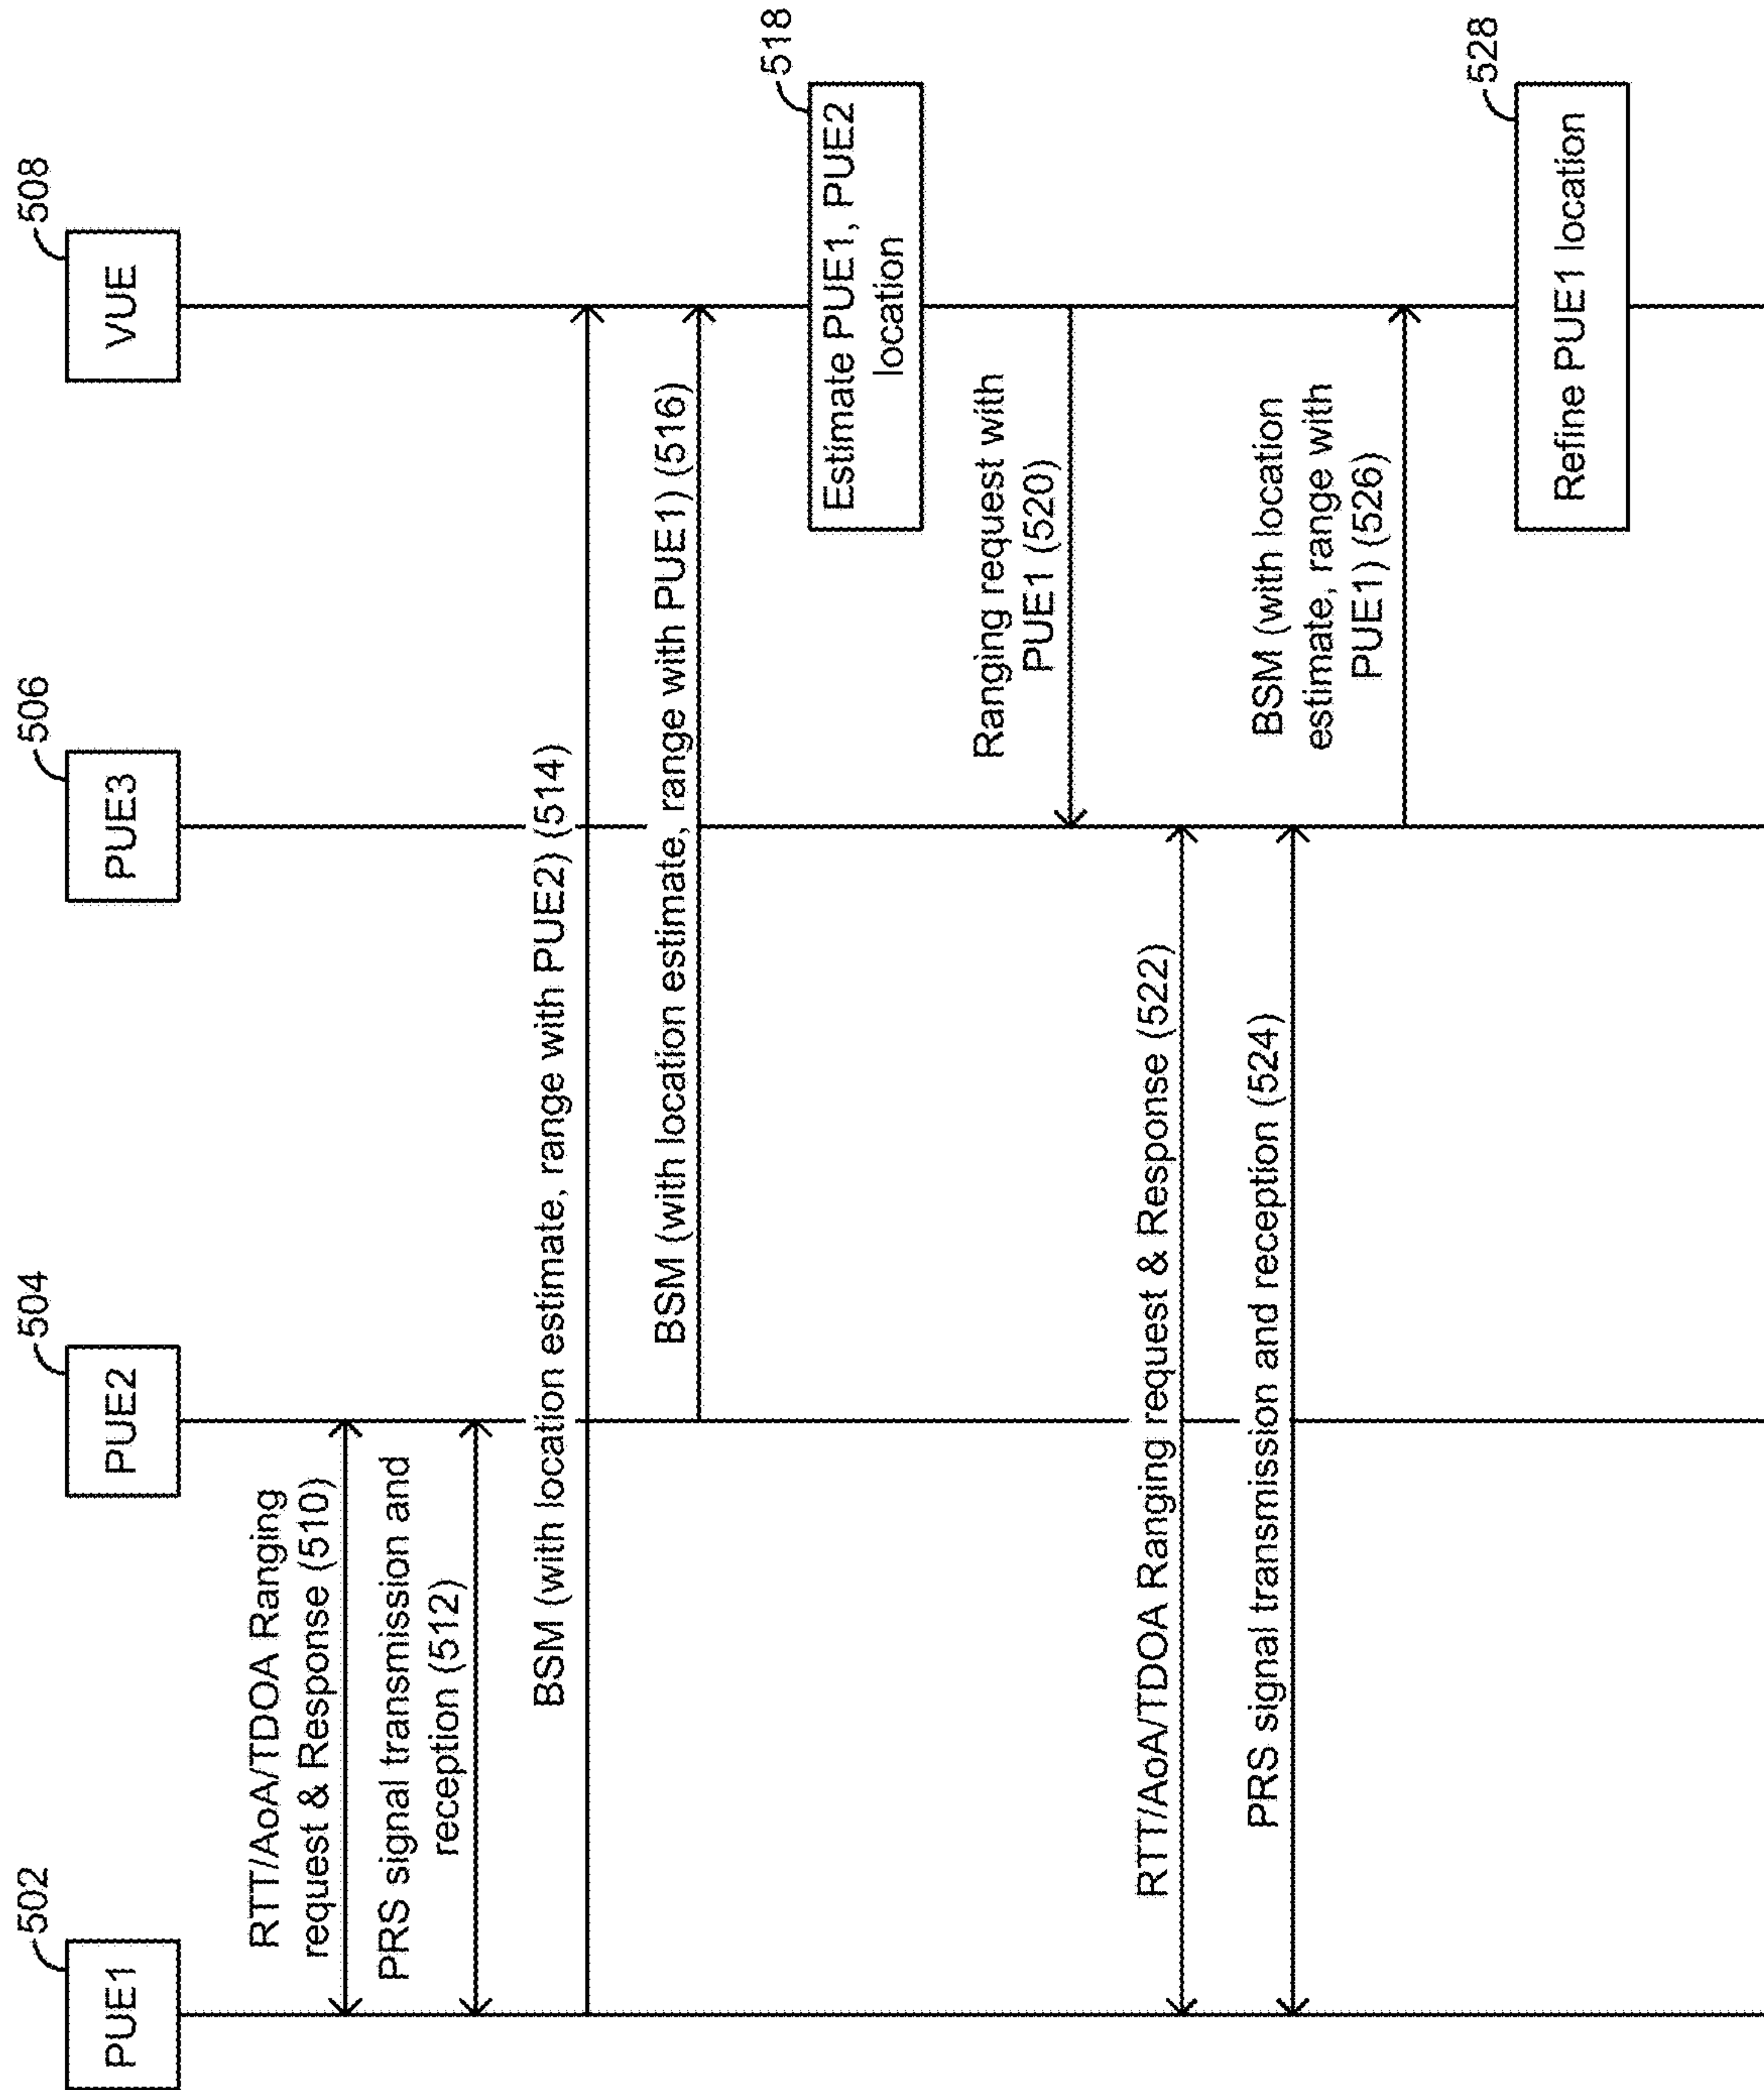 502
PUE1
504
PUE2
506
PUE3
508
VUE
RTT/AoA/TDOA Ranging
request & Response (510)
PRS signal transmission and
reception (512)
BSM (with location estimate, range with PUE2) (514)
BSM (with location estimate, range with PUE1) (516)
518
Estimate PUE1, PUE2
location
Ranging request with
PUE1 (520)
RTT/AoA/TDOA Ranging request & Response (522)
PRS signal transmission and reception (524)
BSM (with location
estimate, range with
PUE1) (526)
528
Refine PUE1 location